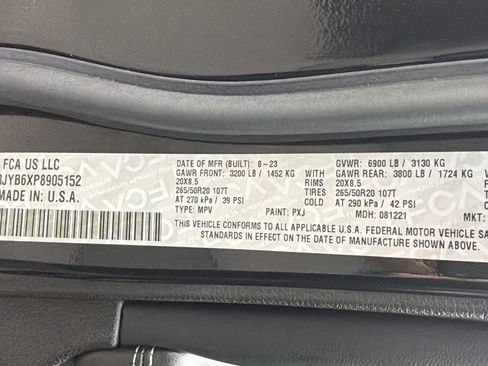 FCA US LLC
DATE OF MFR (BUILT): 8-23 GVWR: 6900 LB / 3130 KG
GAWR FRONT: 3200 LB / 1452 KG WITH GAWR REAR: 3800 LB / 1724 KG WITH
RJYB6XP8905152 20X8.5 RIMS 20X8.5
MADE IN U.S.A. 265/50R20 107T 265/50R20 107T
AT 270 kPa / 39 PSI COLD AT 290 kPa / 42 PSI
TYPE: MPV PAINT: PXJ MDH: 081221 MKT:
THIS VEHICLE CONFORMS TO ALL APPLICABLE U.S.A. FEDERAL MOTOR VEHICLE SA
STANDARDS IN EFFECT ON THE DATE OF MANUFACTURE SHOWN ABOVE.